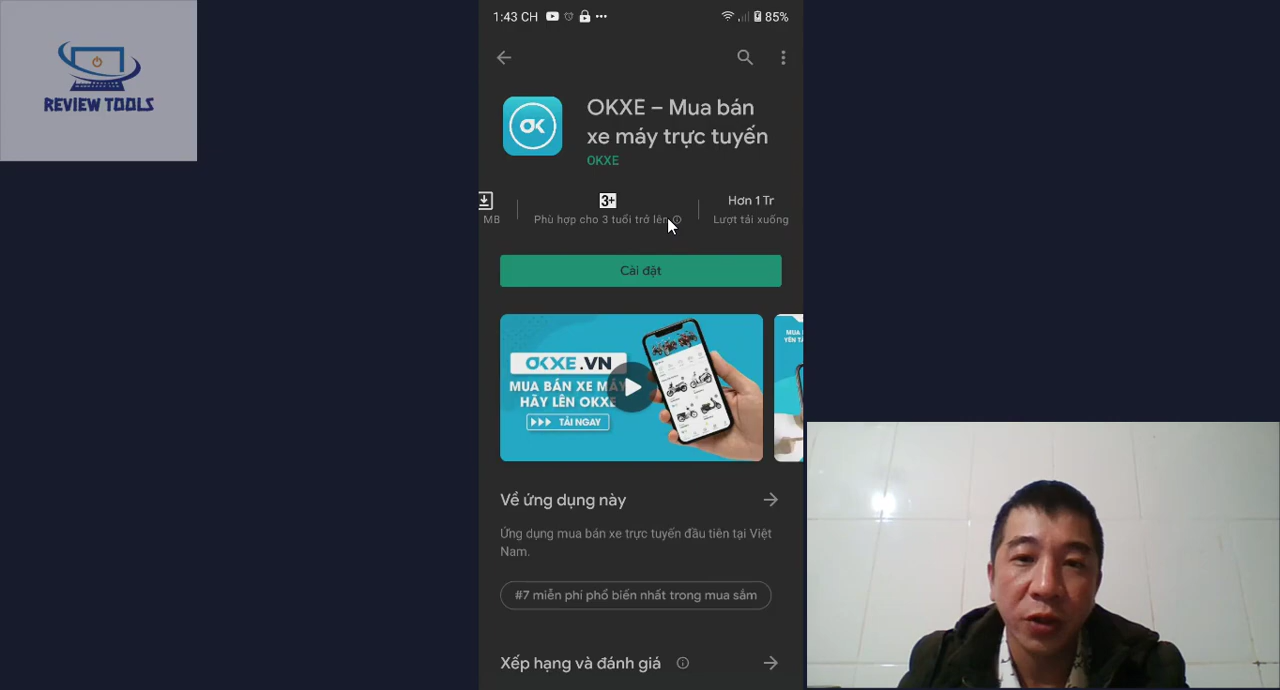 REVIEW TOOLS
1:43 CH
85%
OKXE – Mua bán
xe máy trực tuyến
OKXE
3+
Hơn 1 Tr
MB
Phù hợp cho 3 tuổi trở lên
Lượt tải xuống
Cài đặt
OKXE.VN
MUA BÁN XE MÁY
HÃY LÊN OKXE
TẢI NGAY
MUA
YÊN
Về ứng dụng này
Ứng dụng mua bán xe trực tuyến đầu tiên tại Việt
Nam.
#7 miễn phí phổ biến nhất trong mua sắm
Xếp hạng và đánh giá